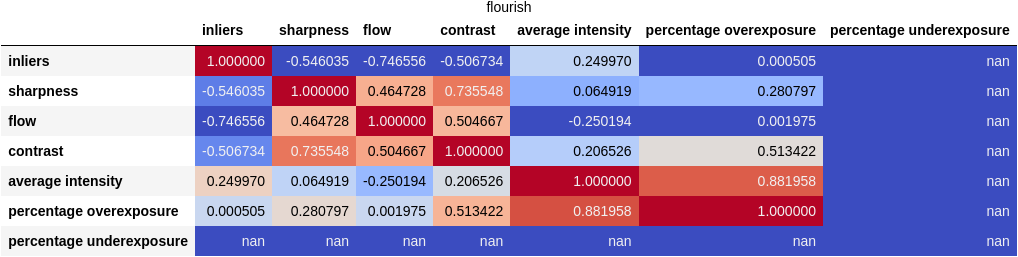 flourish
inliers sharpness flow contrast average intensity percentage overexposure percentage underexposure
inliers 1.000000 -0.546035 -0.746556 -0.506734 0.249970 0.000505 nan
sharpness -0.546035 1.000000 0.464728 0.735548 0.064919 0.280797 nan
flow -0.746556 0.464728 1.000000 0.504667 -0.250194 0.001975 nan
contrast -0.506734 0.735548 0.504667 1.000000 0.206526 0.513422 nan
average intensity 0.249970 0.064919 -0.250194 0.206526 1.000000 0.881958 nan
percentage overexposure 0.000505 0.280797 0.001975 0.513422 0.881958 1.000000 nan
percentage underexposure nan nan nan nan nan nan nan